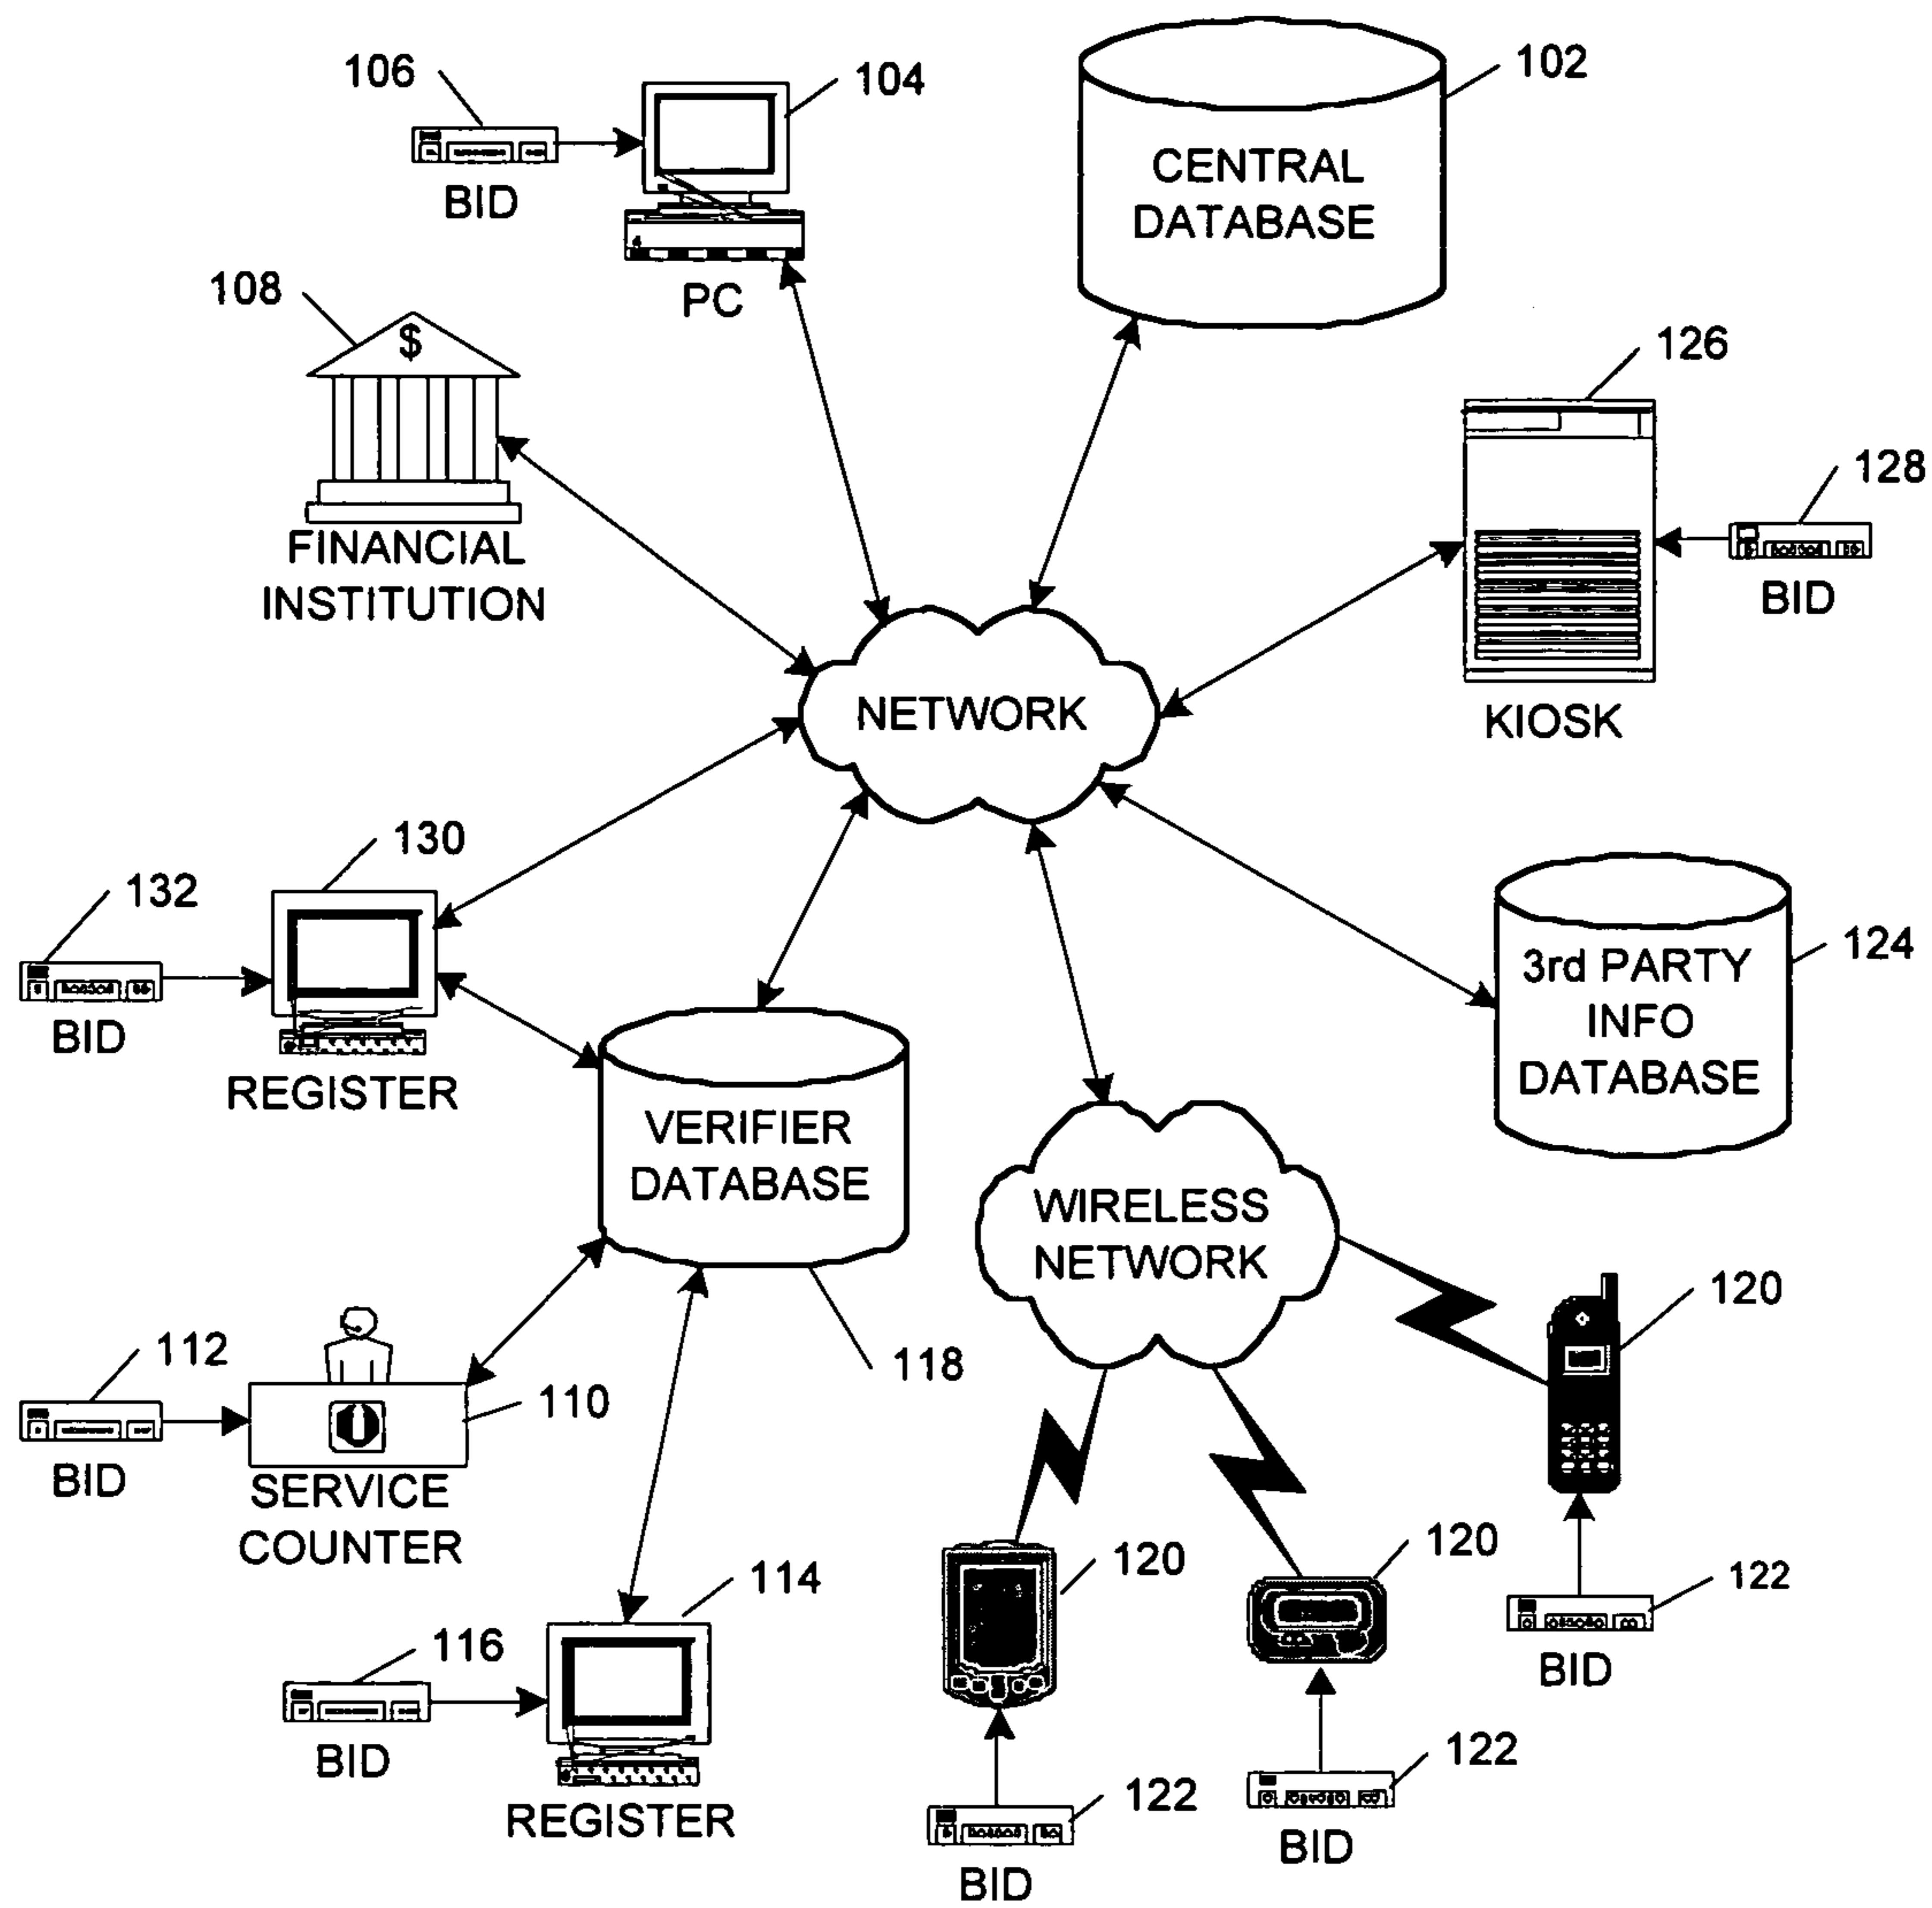 106
104
102
BID
PC
CENTRAL
DATABASE
108
$
FINANCIAL
INSTITUTION
126
128
BID
KIOSK
NETWORK
130
132
BID
REGISTER
3rd PARTY
INFO
DATABASE
124
VERIFIER
DATABASE
118
WIRELESS
NETWORK
120
112
BID
110
SERVICE
COUNTER
120
120
122
BID
114
116
BID
REGISTER
122
BID
122
BID